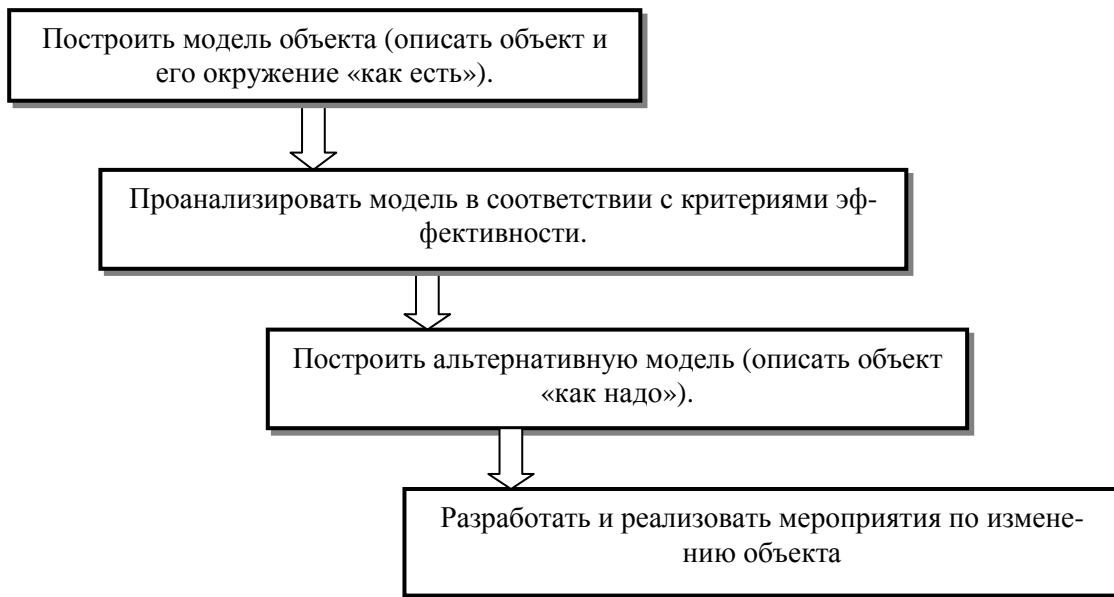 Построить модель объекта (описать объект и
его окружение «как есть»).
Проанализировать модель в соответствии с критериями эф-
фективности.
Построить альтернативную модель (описать объект
«как надо»).
Разработать и реализовать мероприятия по измене-
нию объекта